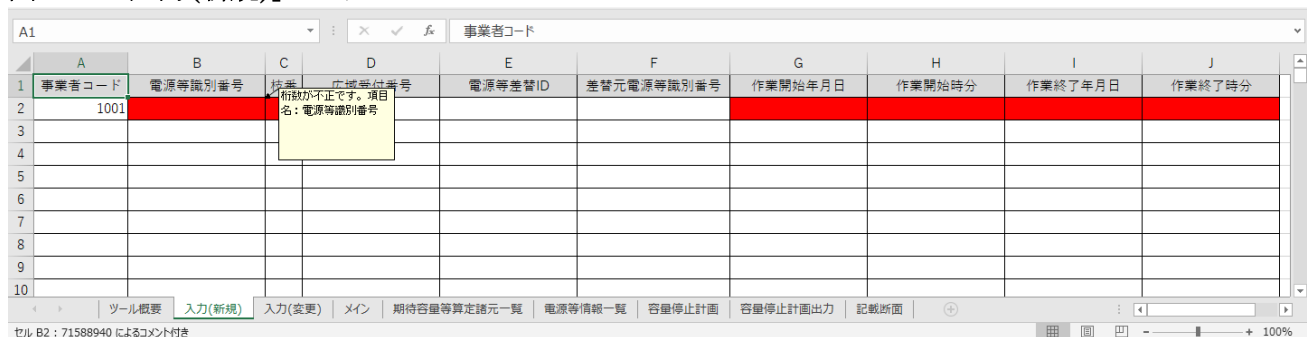 A1 fx 事業者コード
A B C D E F G H I J
1 事業者コード 電源等識別番号 枝番 広域受付番号 電源等差替ID 差替元電源等識別番号 作業開始年月日 作業開始時分 作業終了年月日 作業終了時分
2 1001
桁数が不正です。項目
名：電源等識別番号
3
4
5
6
7
8
9
10
ツール概要 入力(新規) 入力(変更) メイン 期待容量等算定諸元一覧 電源等情報一覧 容量停止計画 容量停止計画出力 記載断面
セル B2：71588940 によるコメント付き 100%